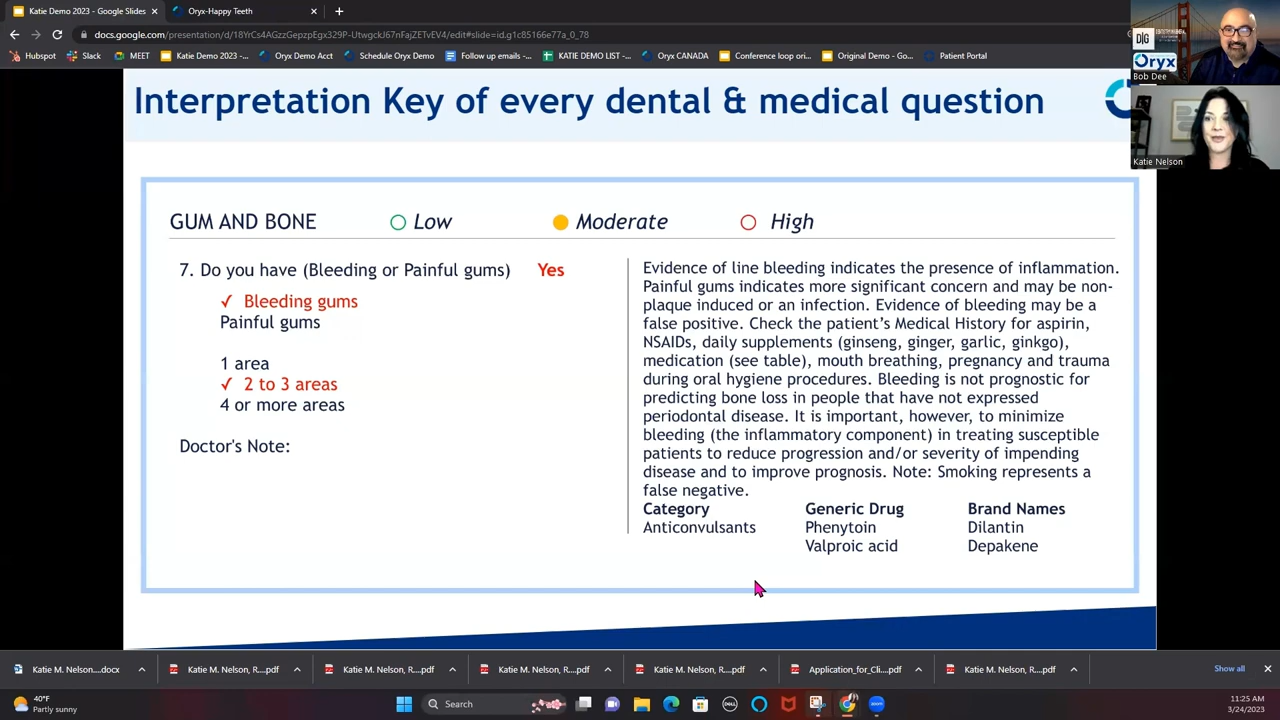 Katie Demo 2023 - Google Slides
Oryx-Happy Teeth
docs.google.com/presentation/d/18YrCs4AGzzGepzpEgx329P-UtwgckJ67nFajZETvEV4/edit#slide=id.g1c85166e77a_0_78
Hubspot
Slack
MEET
Katie Demo 2023 -...
Oryx Demo Acct
Schedule Oryx Demo
Follow up emails -...
KATIE DEMO LIST -...
Oryx CANADA
Conference loop ori...
Original Demo - Go...
Patient Portal
Oryx
Bob Dee
Katie Nelson
Interpretation Key of every dental & medical question
GUM AND BONE Low Moderate High
7. Do you have (Bleeding or Painful gums) Yes
✓ Bleeding gums
Painful gums
1 area
✓ 2 to 3 areas
4 or more areas
Doctor's Note:
Evidence of line bleeding indicates the presence of inflammation.
Painful gums indicates more significant concern and may be non-
plaque induced or an infection. Evidence of bleeding may be a
false positive. Check the patient's Medical History for aspirin,
NSAIDs, daily supplements (ginseng, ginger, garlic, ginkgo),
medication (see table), mouth breathing, pregnancy and trauma
during oral hygiene procedures. Bleeding is not prognostic for
predicting bone loss in people that have not expressed
periodontal disease. It is important, however, to minimize
bleeding (the inflammatory component) in treating susceptible
patients to reduce progression and/or severity of impending
disease and to improve prognosis. Note: Smoking represents a
false negative.
Category Generic Drug Brand Names
Anticonvulsants Phenytoin Dilantin
Valproic acid Depakene
Katie M. Nelson....docx
Katie M. Nelson, R....pdf
Katie M. Nelson, R....pdf
Katie M. Nelson, R....pdf
Katie M. Nelson, R....pdf
Application_for_Cli....pdf
Katie M. Nelson, R....pdf
Show all
40°F
Partly sunny
Search
DELL
11:25 AM
3/24/2023